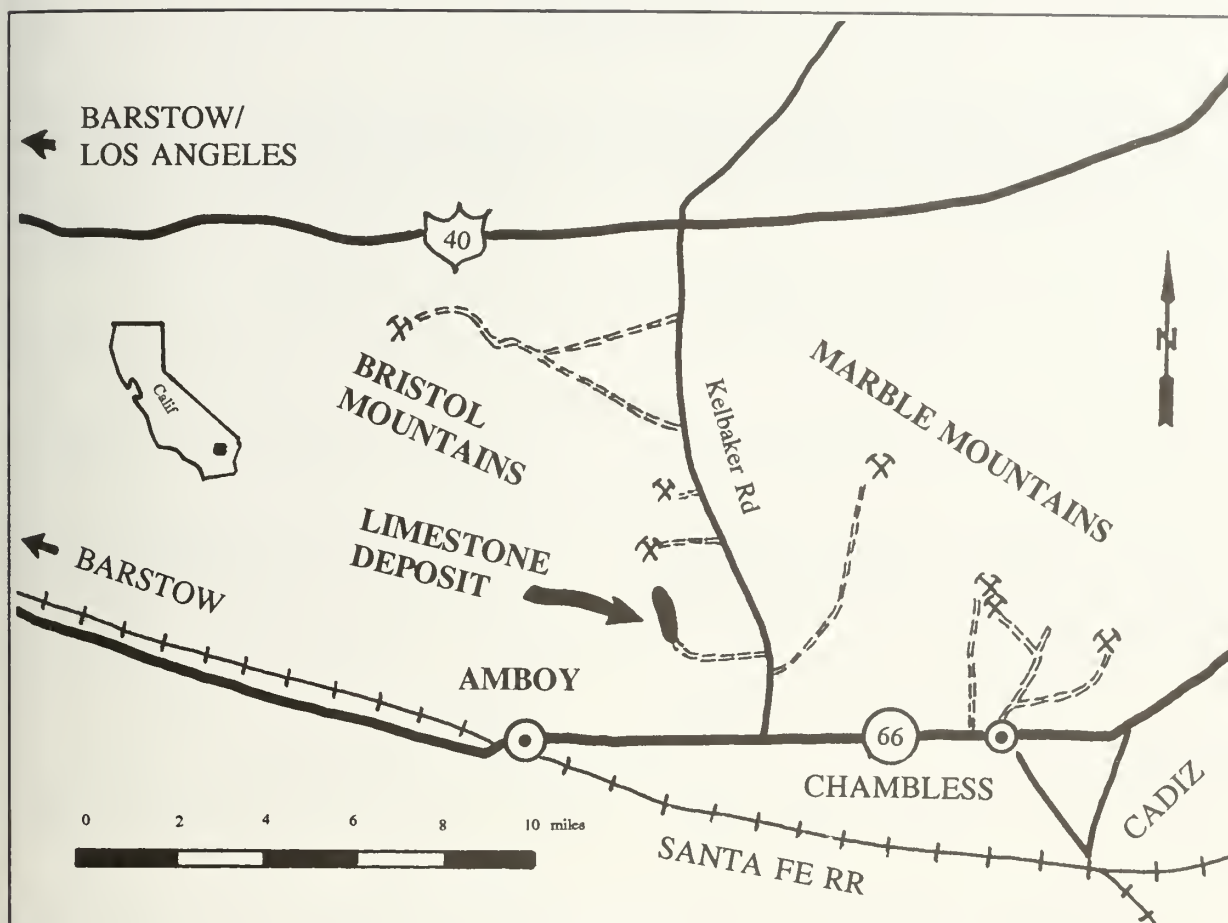 BARSTOW/
LOS ANGELES
40
N
Calif
BRISTOL
MOUNTAINS
MARBLE MOUNTAINS
Kelbaker Rd
LIMESTONE
DEPOSIT
BARSTOW
AMBOY
66
CHAMBLESS
CADIZ
SANTA FE RR
0 2 4 6 8 10 miles